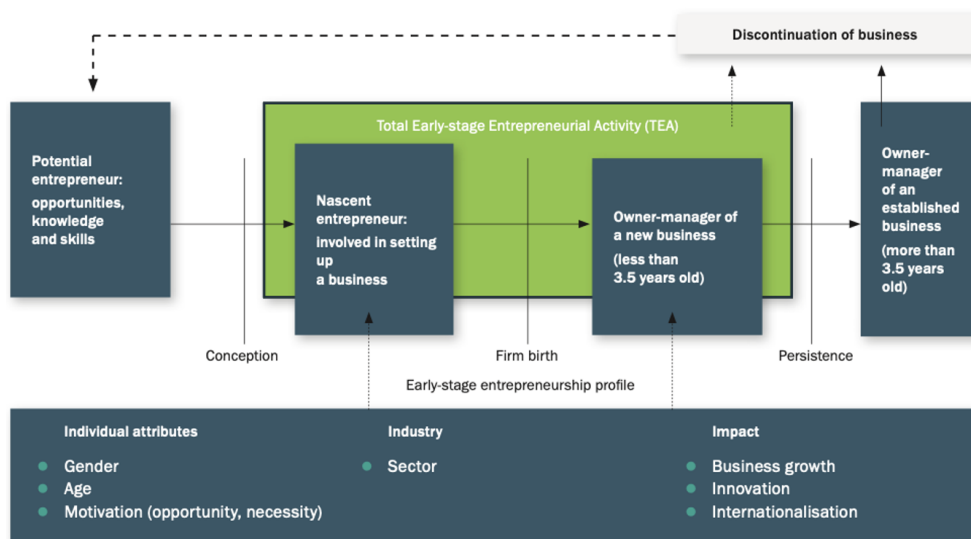 Discontinuation of business
Total Early-stage Entrepreneurial Activity (TEA)
Potential
entrepreneur:
opportunities,
knowledge
and skills
Nascent
entrepreneur:
involved in setting
up
a business
Owner-manager of
a new business
(less than
3.5 years old)
Owner-
manager
of an
established
business
(more than
3.5 years
old)
Conception
Firm birth
Persistence
Early-stage entrepreneurship profile
Individual attributes
Gender
Age
Motivation (opportunity, necessity)
Industry
Sector
Impact
Business growth
Innovation
Internationalisation